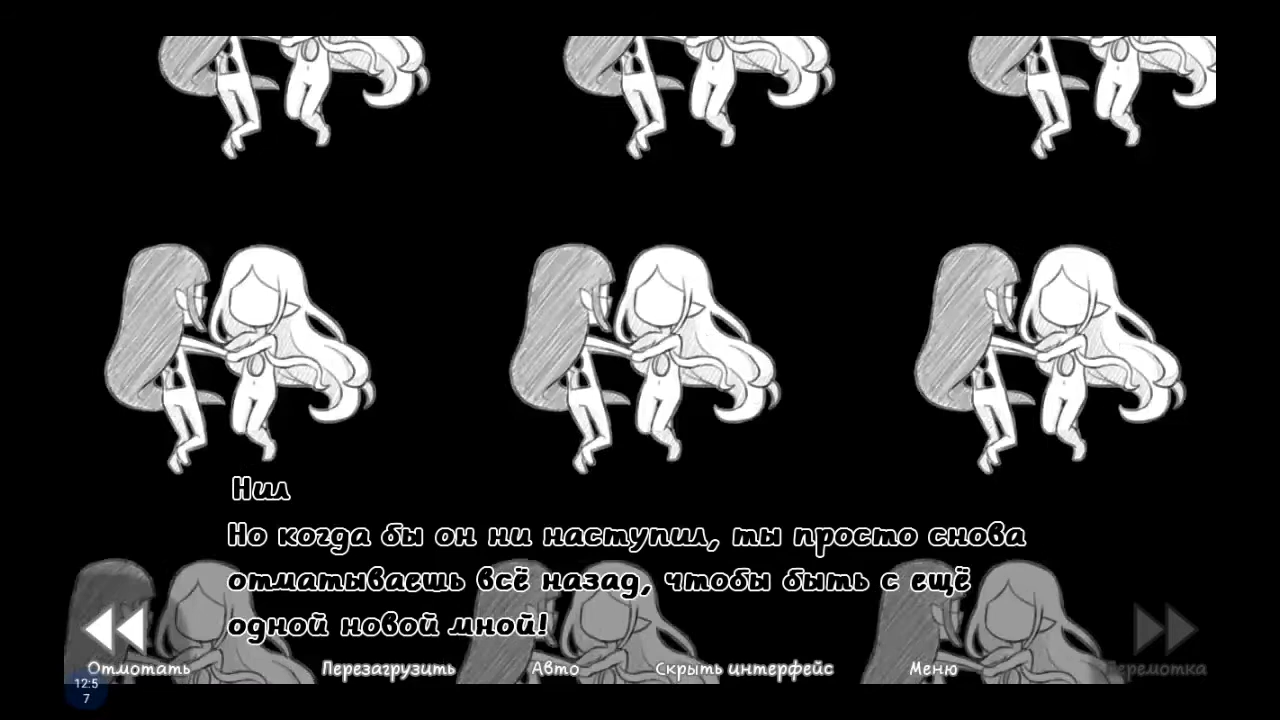 Нил
Но когда бы он ни наступил, ты просто снова
отматываешь всё назад, чтобы быть с ещё
одной новой мной!
Отмотать Перезагрузить Авто Скрыть интерфейс Меню Перемотка
12:5
7